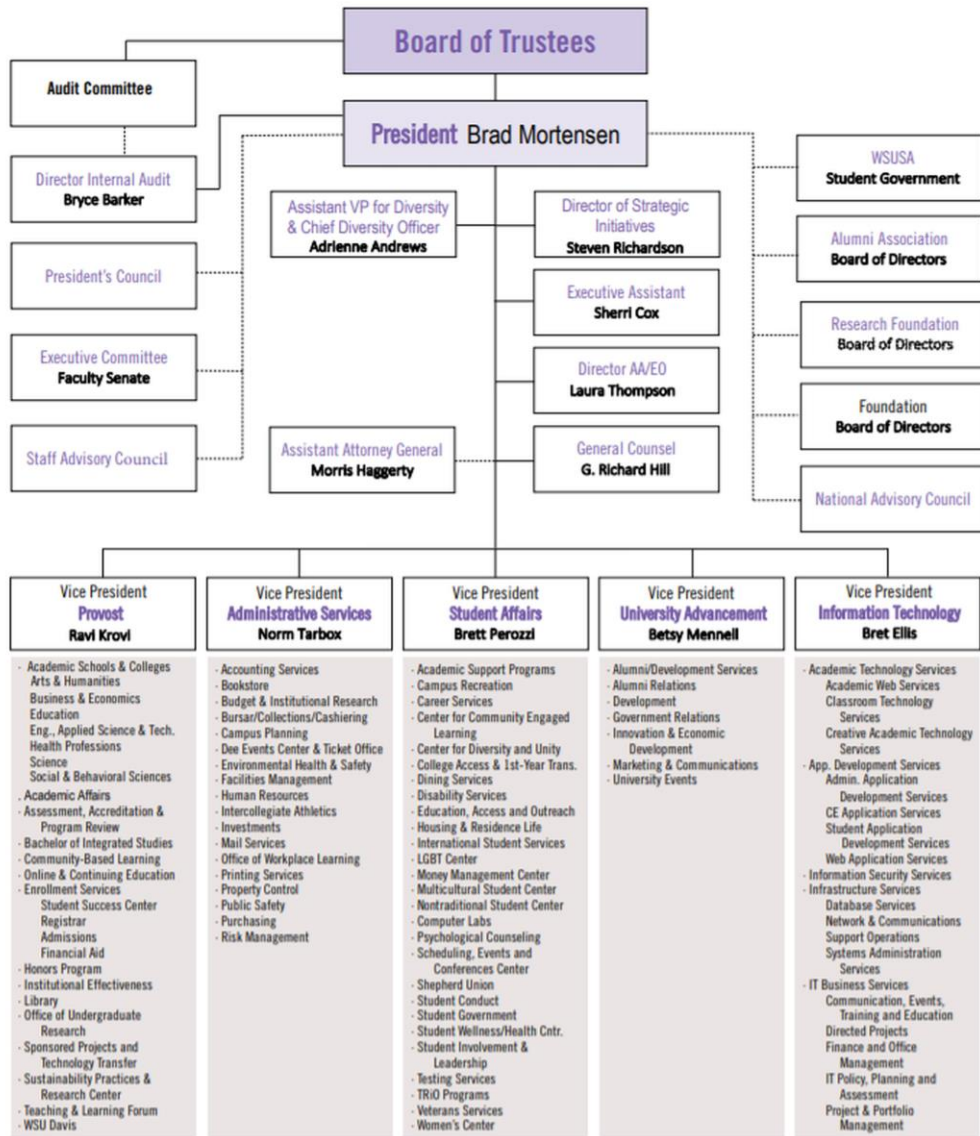 Board of Trustees
Audit Committee
President Brad Mortensen
Director Internal Audit
Bryce Barker
President's Council
Executive Committee
Faculty Senate
Staff Advisory Council
Assistant VP for Diversity
& Chief Diversity Officer
Adrienne Andrews
Director of Strategic
Initiatives
Steven Richardson
Executive Assistant
Sherri Cox
Director AA/EO
Laura Thompson
Assistant Attorney General
Morris Haggerty
General Counsel
G. Richard Hill
WSUSA
Student Government
Alumni Association
Board of Directors
Research Foundation
Board of Directors
Foundation
Board of Directors
National Advisory Council
Vice President
Provost
Ravi Krovi
· Academic Schools & Colleges
Arts & Humanities
Business & Economics
Education
Eng., Applied Science & Tech.
Health Professions
Science
Social & Behavioral Sciences
. Academic Affairs
· Assessment, Accreditation &
Program Review
· Bachelor of Integrated Studies
· Community-Based Learning
· Online & Continuing Education
· Enrollment Services
Student Success Center
Registrar
Admissions
Financial Aid
· Honors Program
· Institutional Effectiveness
· Library
· Office of Undergraduate
Research
· Sponsored Projects and
Technology Transfer
· Sustainability Practices &
Research Center
· Teaching & Learning Forum
· WSU Davis
Vice President
Administrative Services
Norm Tarbox
· Accounting Services
· Bookstore
· Budget & Institutional Research
· Bursar/Collections/Cashiering
· Campus Planning
· Dee Events Center & Ticket Office
· Environmental Health & Safety
· Facilities Management
· Human Resources
· Intercollegiate Athletics
· Investments
· Mail Services
· Office of Workplace Learning
· Printing Services
· Property Control
· Public Safety
· Purchasing
· Risk Management
Vice President
Student Affairs
Brett Perozzi
· Academic Support Programs
· Campus Recreation
· Career Services
· Center for Community Engaged
Learning
· Center for Diversity and Unity
· College Access & 1st-Year Trans.
· Dining Services
· Disability Services
· Education, Access and Outreach
· Housing & Residence Life
· International Student Services
· LGBT Center
· Money Management Center
· Multicultural Student Center
· Nontraditional Student Center
· Computer Labs
· Psychological Counseling
· Scheduling, Events and
Conferences Center
· Shepherd Union
· Student Conduct
· Student Government
· Student Wellness/Health Cntr.
· Student Involvement &
Leadership
· Testing Services
· TRiO Programs
· Veterans Services
· Women's Center
Vice President
University Advancement
Betsy Mennell
· Alumni/Development Services
· Alumni Relations
· Development
· Government Relations
· Innovation & Economic
Development
· Marketing & Communications
· University Events
Vice President
Information Technology
Bret Ellis
· Academic Technology Services
Academic Web Services
Classroom Technology
Services
Creative Academic Technology
Services
· App. Development Services
Admin. Application
Development Services
CE Application Services
Student Application
Development Services
Web Application Services
· Information Security Services
· Infrastructure Services
Database Services
Network & Communications
Support Operations
Systems Administration
Services
· IT Business Services
Communication, Events,
Training and Education
Directed Projects
Finance and Office
Management
IT Policy, Planning and
Assessment
Project & Portfolio
Management